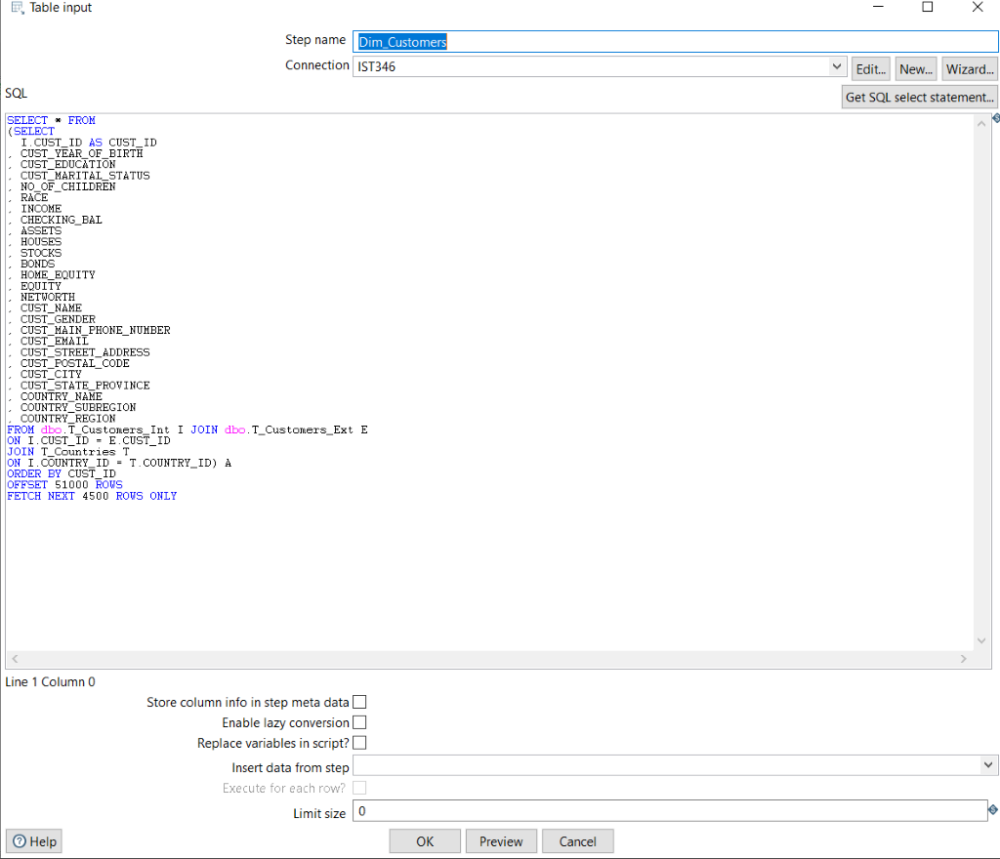 Table input
Step name Dim_Customers
Connection IST346 Edit... New... Wizard...
SQL Get SQL select statement...
SELECT * FROM
(SELECT
I.CUST_ID AS CUST_ID
, CUST_YEAR_OF_BIRTH
, CUST_EDUCATION
, CUST_MARITAL_STATUS
, NO_OF_CHILDREN
, RACE
, INCOME
, CHECKING_BAL
, ASSETS
, HOUSES
, STOCKS
, BONDS
, HOME_EQUITY
, EQUITY
, NETWORTH
, CUST_NAME
, CUST_GENDER
, CUST_MAIN_PHONE_NUMBER
, CUST_EMAIL
, CUST_STREET_ADDRESS
, CUST_POSTAL_CODE
, CUST_CITY
, CUST_STATE_PROVINCE
, COUNTRY_NAME
, COUNTRY_SUBREGION
, COUNTRY_REGION
FROM dbo.T_Customers_Int I JOIN dbo.T_Customers_Ext E
ON I.CUST_ID = E.CUST_ID
JOIN T_Countries T
ON I.COUNTRY_ID = T.COUNTRY_ID) A
ORDER BY CUST_ID
OFFSET 51000 ROWS
FETCH NEXT 4500 ROWS ONLY
Line 1 Column 0
Store column info in step meta data
Enable lazy conversion
Replace variables in script?
Insert data from step
Execute for each row?
Limit size 0
Help OK Preview Cancel